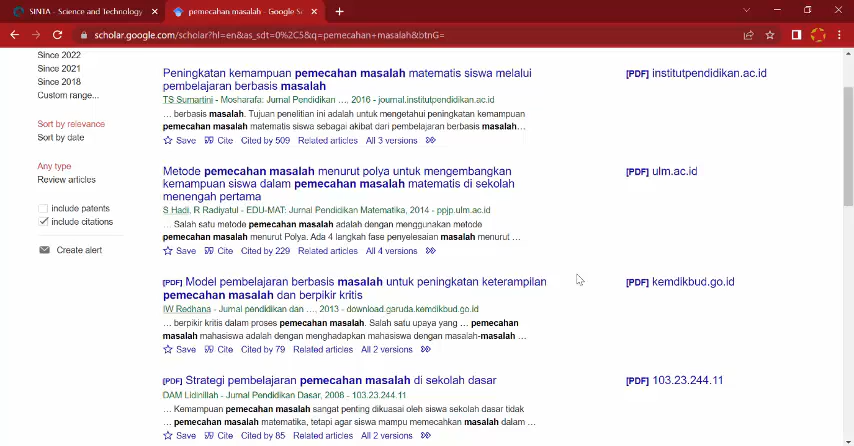 SINTA - Science and Technology
pemecahan masalah - Google Sc
scholar.google.com/scholar?hl=en&as_sdt=0%2C5&q=pemecahan+masalah&btnG=
Since 2022
Since 2021
Since 2018
Custom range...
Sort by relevance
Sort by date
Any type
Review articles
include patents
include citations
Create alert
Peningkatan kemampuan pemecahan masalah matematis siswa melalui
pembelajaran berbasis masalah
TS Sumartini - Mosharafa: Jurnal Pendidikan …, 2016 - journal.institutpendidikan.ac.id
… berbasis masalah. Tujuan penelitian ini adalah untuk mengetahui peningkatan kemampuan
pemecahan masalah matematis siswa sebagai akibat dari pembelajaran berbasis masalah…
Save Cite Cited by 509 Related articles All 3 versions
[PDF] institutpendidikan.ac.id
Metode pemecahan masalah menurut polya untuk mengembangkan
kemampuan siswa dalam pemecahan masalah matematis di sekolah
menengah pertama
S Hadi, R Radiyatul - EDU-MAT: Jurnal Pendidikan Matematika, 2014 - ppjp.ulm.ac.id
… Salah satu metode pemecahan masalah adalah dengan menggunakan metode
pemecahan masalah menurut Polya. Ada 4 langkah fase penyelesaian masalah menurut …
Save Cite Cited by 229 Related articles All 4 versions
[PDF] ulm.ac.id
[PDF] Model pembelajaran berbasis masalah untuk peningkatan keterampilan
pemecahan masalah dan berpikir kritis
IW Redhana - Jurnal pendidikan dan …, 2013 - download.garuda.kemdikbud.go.id
… berpikir kritis dalam proses pemecahan masalah. Salah satu upaya yang … pemecahan
masalah mahasiswa adalah dengan menghadapkan mahasiswa dengan masalah-masalah …
Save Cite Cited by 79 Related articles All 2 versions
[PDF] kemdikbud.go.id
[PDF] Strategi pembelajaran pemecahan masalah di sekolah dasar
DAM Lidinillah - Jurnal Pendidikan Dasar, 2008 - 103.23.244.11
… Kemampuan pemecahan masalah sangat penting dikuasai oleh siswa sekolah dasar tidak
… pemecahan masalah matematika, tetapi agar siswa mampu memecahkan masalah dalam …
Save Cite Cited by 85 Related articles All 2 versions
[PDF] 103.23.244.11